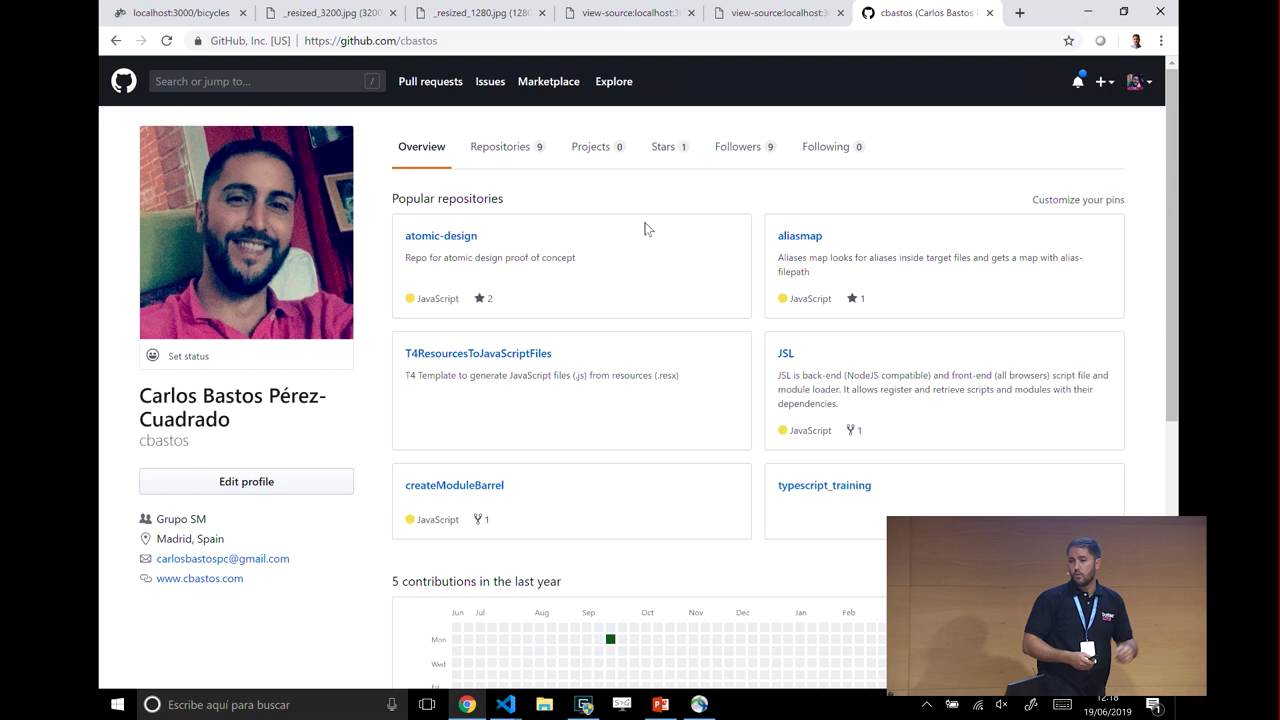 localhost:3000/bicycles
_resized_3200.jpg (3200
_resized_1280.jpg (1280
view-source:localhost:3
view-source:localhost:3
cbastos (Carlos Bastos
GitHub, Inc. [US] | https://github.com/cbastos
Search or jump to... /
Pull requests Issues Marketplace Explore
Overview Repositories 9 Projects 0 Stars 1 Followers 9 Following 0
Popular repositories
Customize your pins
atomic-design
Repo for atomic design proof of concept
JavaScript 2
aliasmap
Aliases map looks for aliases inside target files and gets a map with alias-
filepath
JavaScript 1
T4ResourcesToJavaScriptFiles
T4 Template to generate JavaScript files (.js) from resources (.resx)
JSL
JSL is back-end (NodeJS compatible) and front-end (all browsers) script file and
module loader. It allows register and retrieve scripts and modules with their
dependencies.
JavaScript 1
createModuleBarrel
JavaScript 1
typescript_training
Set status
Carlos Bastos Pérez-
Cuadrado
cbastos
Edit profile
Grupo SM
Madrid, Spain
carlosbastospc@gmail.com
www.cbastos.com
5 contributions in the last year
Jun Jul Aug Sep Oct Nov Dec Jan Feb
Mon
Wed
Fri
Escribe aquí para buscar
12:18
19/06/2019